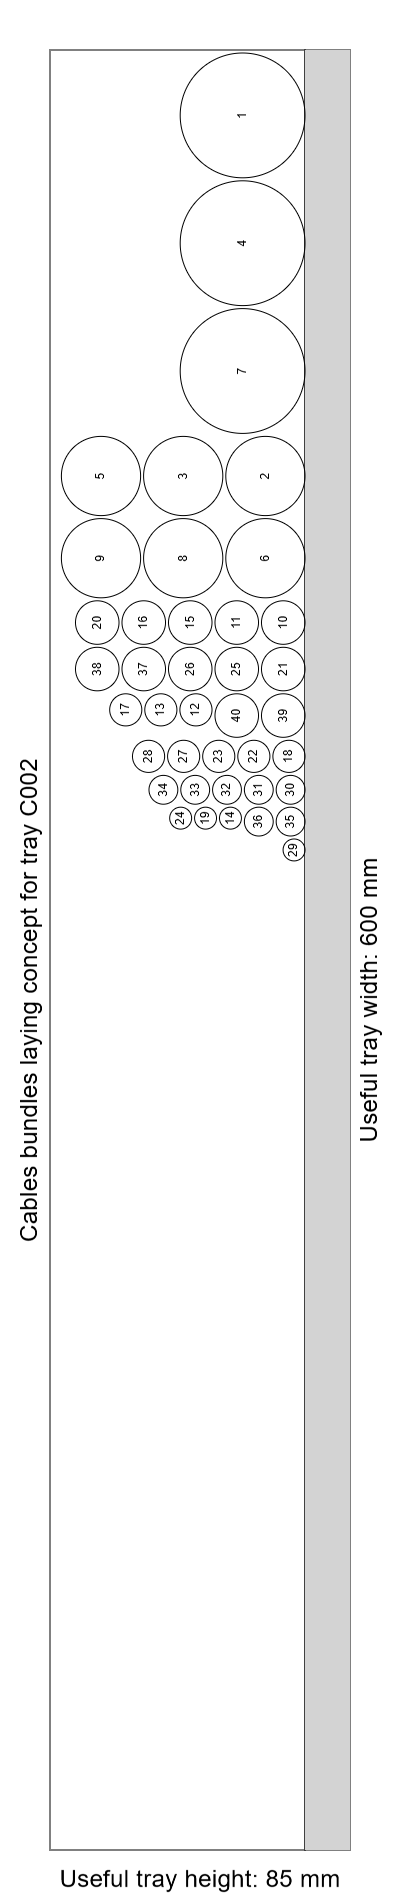 Cables bundles laying concept for tray C002
1
4
7
5 3 2
9 8 6
20 16 15 11 10
38 37 26 25 21
17 13 12 40 39
28 27 23 22 18
34 33 32 31 30
24 19 14 36 35
29
Useful tray width: 600 mm
Useful tray height: 85 mm